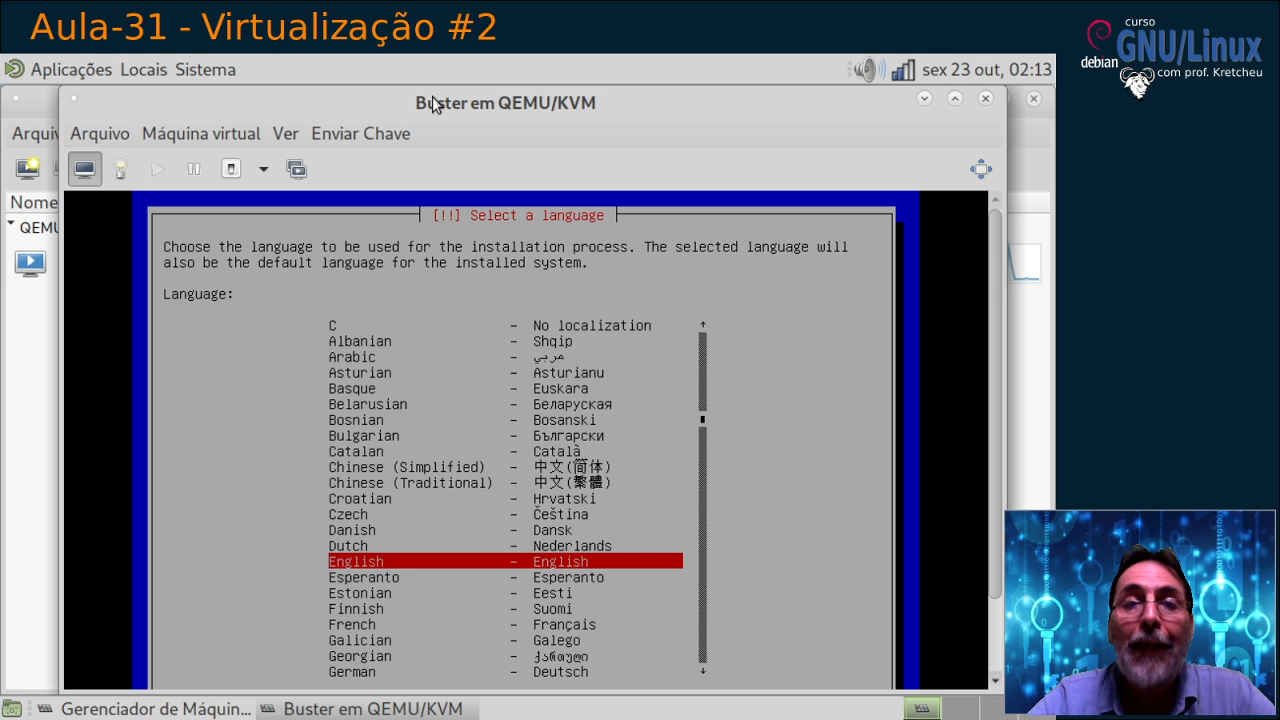 Aula-31 - Virtualização #2
curso
GNU/Linux
debian
com prof. Kretcheu
Aplicações Locais Sistema
sex 23 out, 02:13
Buster em QEMU/KVM
Arquiv
Arquivo Máquina virtual Ver Enviar Chave
Nome
QEMU
[!!] Select a language
Choose the language to be used for the installation process. The selected language will
also be the default language for the installed system.
Language:
C - No localization
Albanian - Shqip
Arabic - عربي
Asturian - Asturianu
Basque - Euskara
Belarusian - Беларуская
Bosnian - Bosanski
Bulgarian - Български
Catalan - Català
Chinese (Simplified) - 中文(简体)
Chinese (Traditional) - 中文(繁體)
Croatian - Hrvatski
Czech - Čeština
Danish - Dansk
Dutch - Nederlands
English - English
Esperanto - Esperanto
Estonian - Eesti
Finnish - Suomi
French - Français
Galician - Galego
Georgian - ქართული
German - Deutsch
Gerenciador de Máquin... Buster em QEMU/KVM